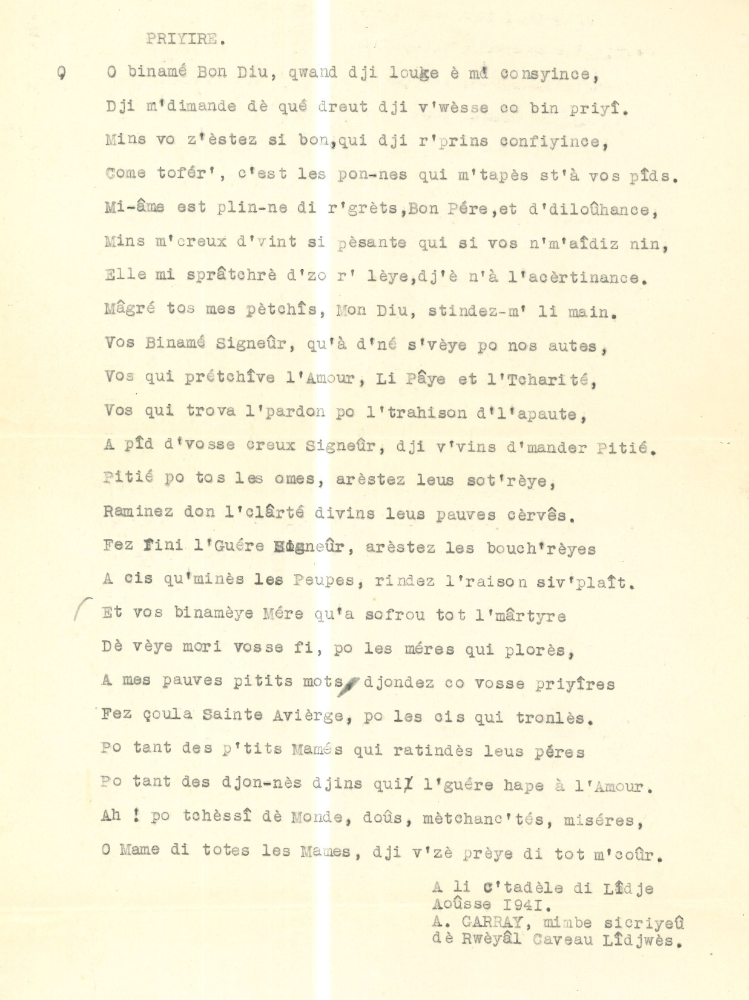 PRIYIRE.
O O binamé Bon Diu, qwand dji louke è mi consyince,
Dji m'dimande dè qué dreut dji v'wèsse co bin priyî.
Mins vo z'èstez si bon,qui dji r'prins confiyince,
Come tofér', c'est les pon-nes qui m'tapès st'à vos pîds.
Mi-âme est plin-ne di r'grèts,Bon Pére,et d'diloûhance,
Mins m'creux d'vint si pèsante qui si vos n'm'aîdiz nin,
Elle mi sprâtchrè d'zo r' lèye,dj'è n'à l'acèrtinance.
Mâgré tos mes pètchîs, Mon Diu, stindez-m' li main.
Vos Binamé Signeûr, qu'à d'né s'vèye po nos autes,
Vos qui prétchîve l'Amour, Li Pâye et l'Tcharité,
Vos qui trova l'pardon po l'trahison d'l'apaute,
A pîd d'vosse creux Signeûr, dji v'vins d'mander Pitié.
Pitié po tos les omes, arèstez leus sot'rèye,
Raminez don l'clârté divins leus pauves cèrvês.
Fez fini l'Guére Signeûr, arèstez les bouch'rèyes
A cis qu'minès les Peupes, rindez l'raison siv'plaît.
Et vos binamèye Mére qu'a sofrou tot l'mârtyre
Dè vèye mori vosse fi, po les méres qui plorès,
A mes pauves pitits mots, djondez co vosse priyîres
Fez çoula Sainte Avièrge, po les cis qui tronlès.
Po tant des p'tits Mamés qui ratindès leus péres
Po tant des djon-nès djins qui l'guére hape à l'Amour.
Ah ! po tchèssî dè Monde, doûs, mètchanc'tés, miséres,
O Mame di totes les Mames, dji v'zè prèye di tot m'coûr.
A li c'tadèle di Lîdje
Aoûsse I94I.
A. GARRAY, mimbe sicriyeû
dè Rwèyâl Caveau Lîdjwès.